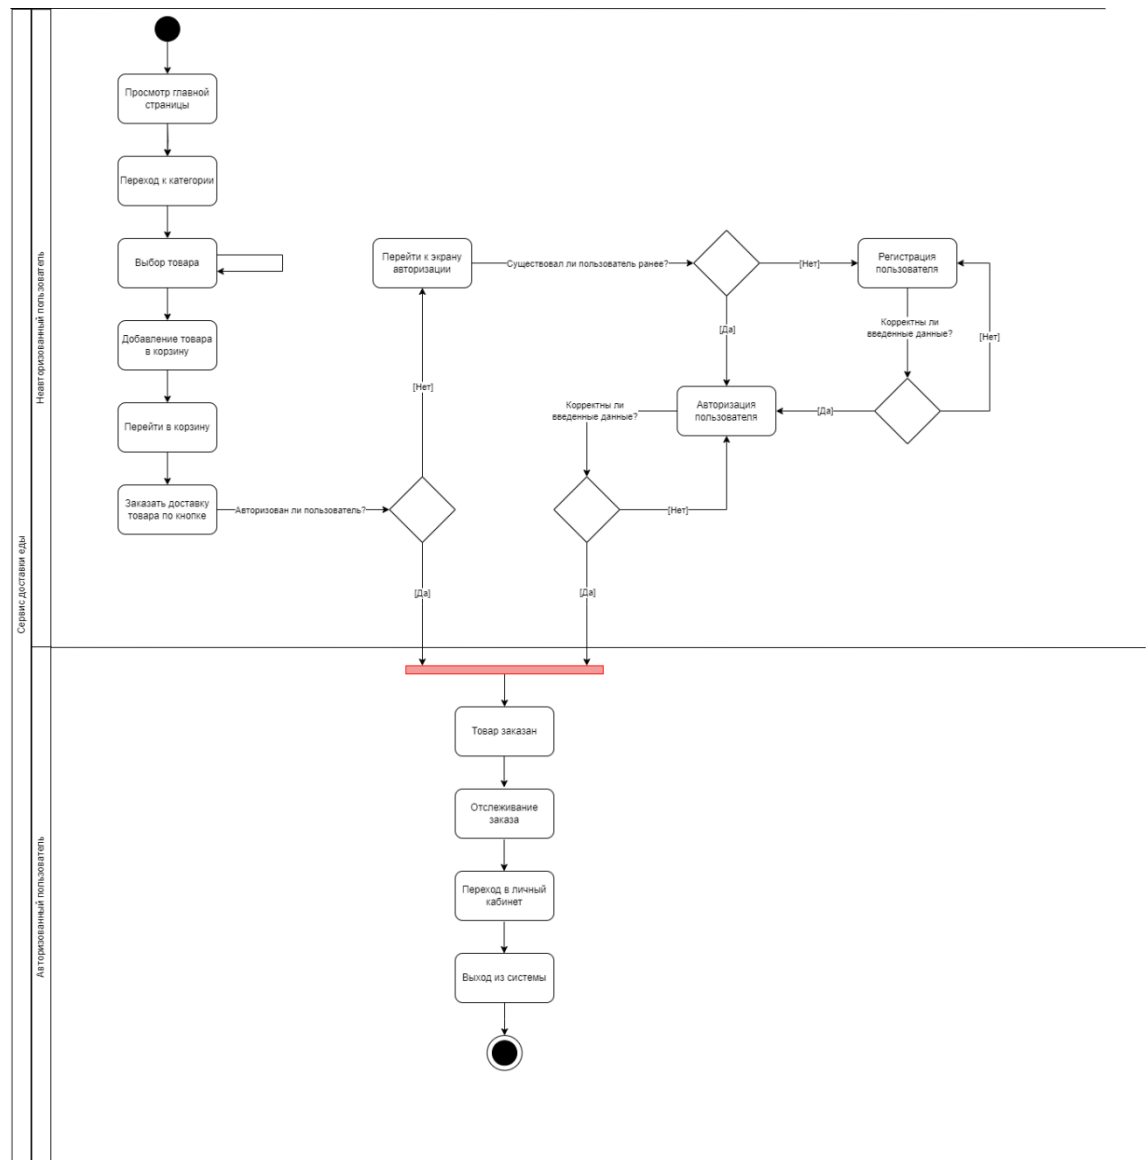 Сервис доставки еды
Неавторизованный пользователь
Просмотр главной
страницы
Переход к категории
Выбор товара
Добавление товара
в корзину
Перейти в корзину
Заказать доставку
товара по кнопке
Авторизован ли пользователь?
[Нет]
[Да]
Перейти к экрану
авторизации
Существовал ли пользователь ранее?
[Нет]
[Да]
Регистрация
пользователя
Корректны ли
введенные данные?
[Нет]
[Да]
Авторизация
пользователя
Корректны ли
введенные данные?
[Нет]
[Да]
Авторизованный пользователь
Товар заказан
Отслеживание
заказа
Переход в личный
кабинет
Выход из системы